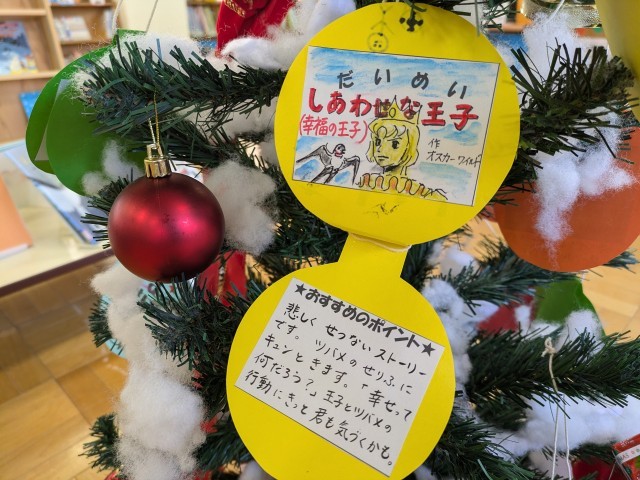 だいめい
しあわせな王子
(幸福の王子)
作
オスカーワイルド
★おすすめのポイント★
悲しく せつないストーリー
です。 ツバメのせりふに
キュンときます。「幸せって
何だろう?」王子とツバメの
行動にきっと君も気づくかも。